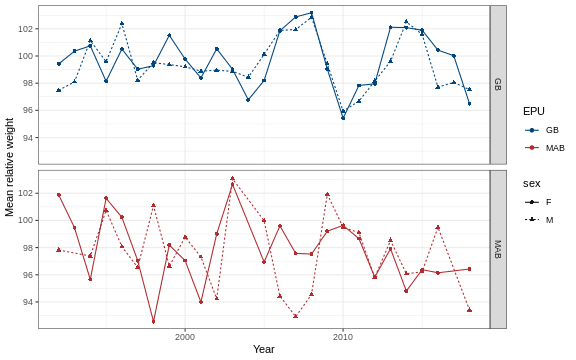 102
100
98
96
94
GB
102
100
98
96
94
MAB
2000
2010
Year
Mean relative weight
EPU
GB
MAB
sex
F
M